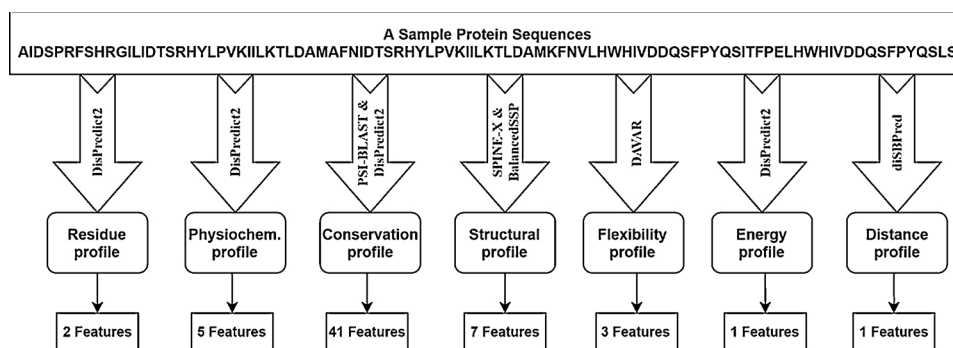 A Sample Protein Sequences
AIDSPRFSHRGILIDTSRHYLPVKIILKTLDAMAFNIDTSRHYLPVKIILKTLDAMKFNVLHWHIVDDQSFPYQSITFPELHWHIVDDQSFPYQSLS
DisPredict2
DisPredict2
PSI-BLAST &
DisPredict2
SPINE-X &
BalancedSSP
DAVAR
DisPredict2
diSBPred
Residue
profile
Physiochem.
profile
Conservation
profile
Structural
profile
Flexibility
profile
Energy
profile
Distance
profile
2 Features
5 Features
41 Features
7 Features
3 Features
1 Features
1 Features